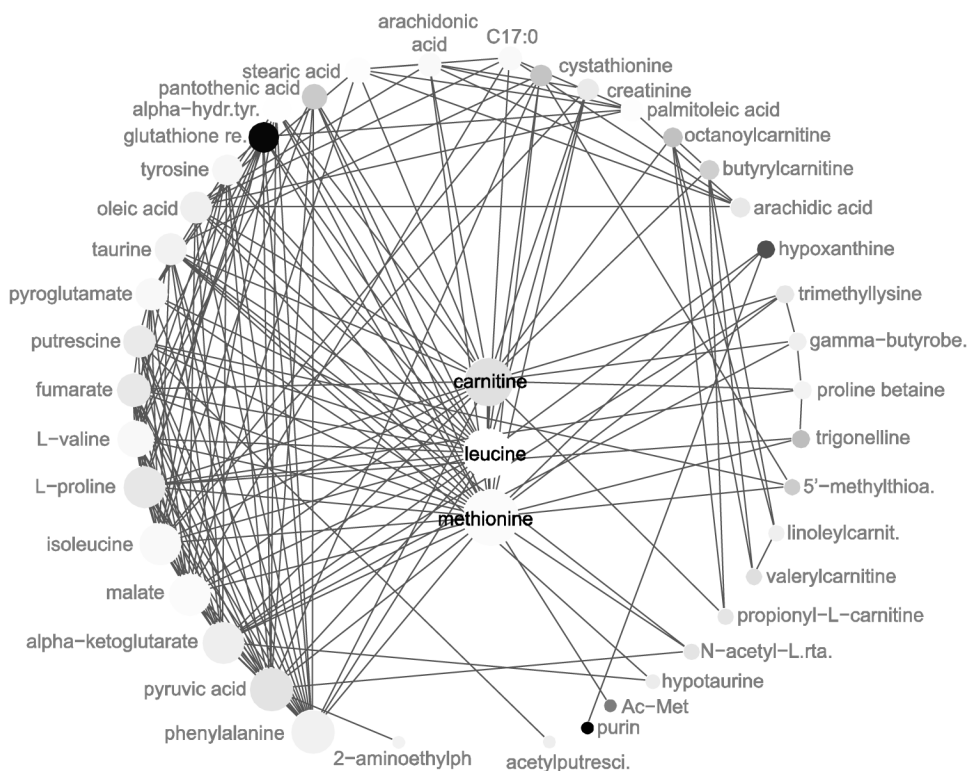 arachidonic
acid
C17:0
stearic acid
cystathionine
pantothenic acid
creatinine
alpha−hydr.tyr.
palmitoleic acid
glutathione re.
octanoylcarnitine
tyrosine
butyrylcarnitine
oleic acid
arachidic acid
taurine
hypoxanthine
pyroglutamate
trimethyllysine
putrescine
gamma−butyrobe.
fumarate
carnitine
proline betaine
L−valine
leucine
trigonelline
L−proline
5′−methylthioa.
methionine
isoleucine
linoleylcarnit.
malate
valerylcarnitine
alpha−ketoglutarate
propionyl−L−carnitine
N−acetyl−L.rta.
pyruvic acid
hypotaurine
Ac−Met
phenylalanine
purin
2−aminoethylph
acetylputresci.